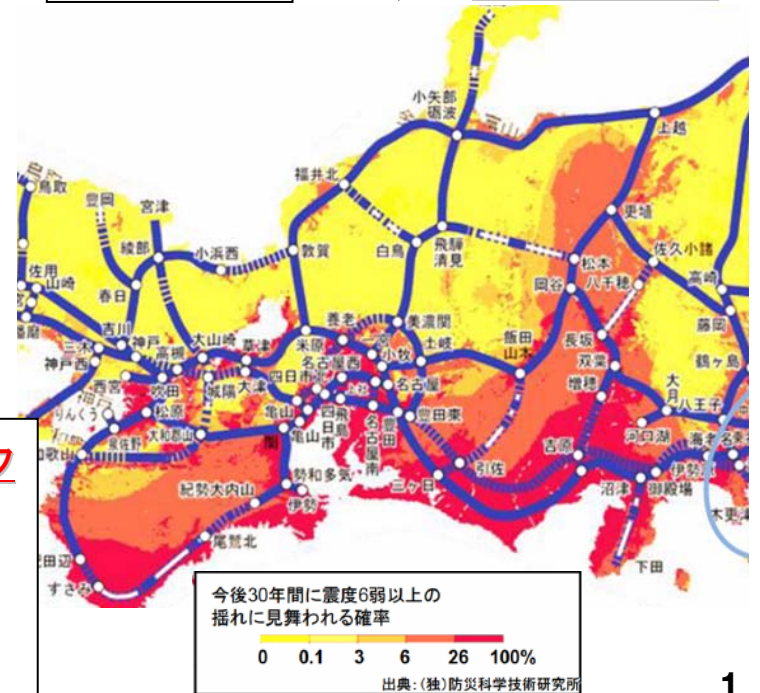 小矢部
砺波
富山
上越
福井北
鳥取
豊岡
宮津
更埴
綾部
小浜西
敦賀
白鳥
飛騨
清見
松本
佐久小諸
佐用
山崎
春日
岡谷
八千穂
高崎
播磨
吉川
三木
神戸
高槻
大山崎
草津
米原
養老
一宮
美濃関
土岐
飯田
山本
長坂
双葉
藤岡
鶴ヶ島
神戸西
西宮
吹田
城陽
大津
四日市
名古屋西
小牧
名古屋
増穂
大月
八王子
りんくう
松原
亀山
亀山
四日市
飛島
名古屋南
豊田
豊田東
河口湖
和歌山
泉佐野
大和郡山
関
勢和多気
伊勢
三ヶ日
引佐
吉原
沼津
御殿場
伊勢
海老名
木更津
紀勢大内山
尾鷲北
田辺
すさみ
下田
今後30年間に震度6弱以上の
揺れに見舞われる確率
0 0.1 3 6 26 100%
出典:(独)防災科学技術研究所
1